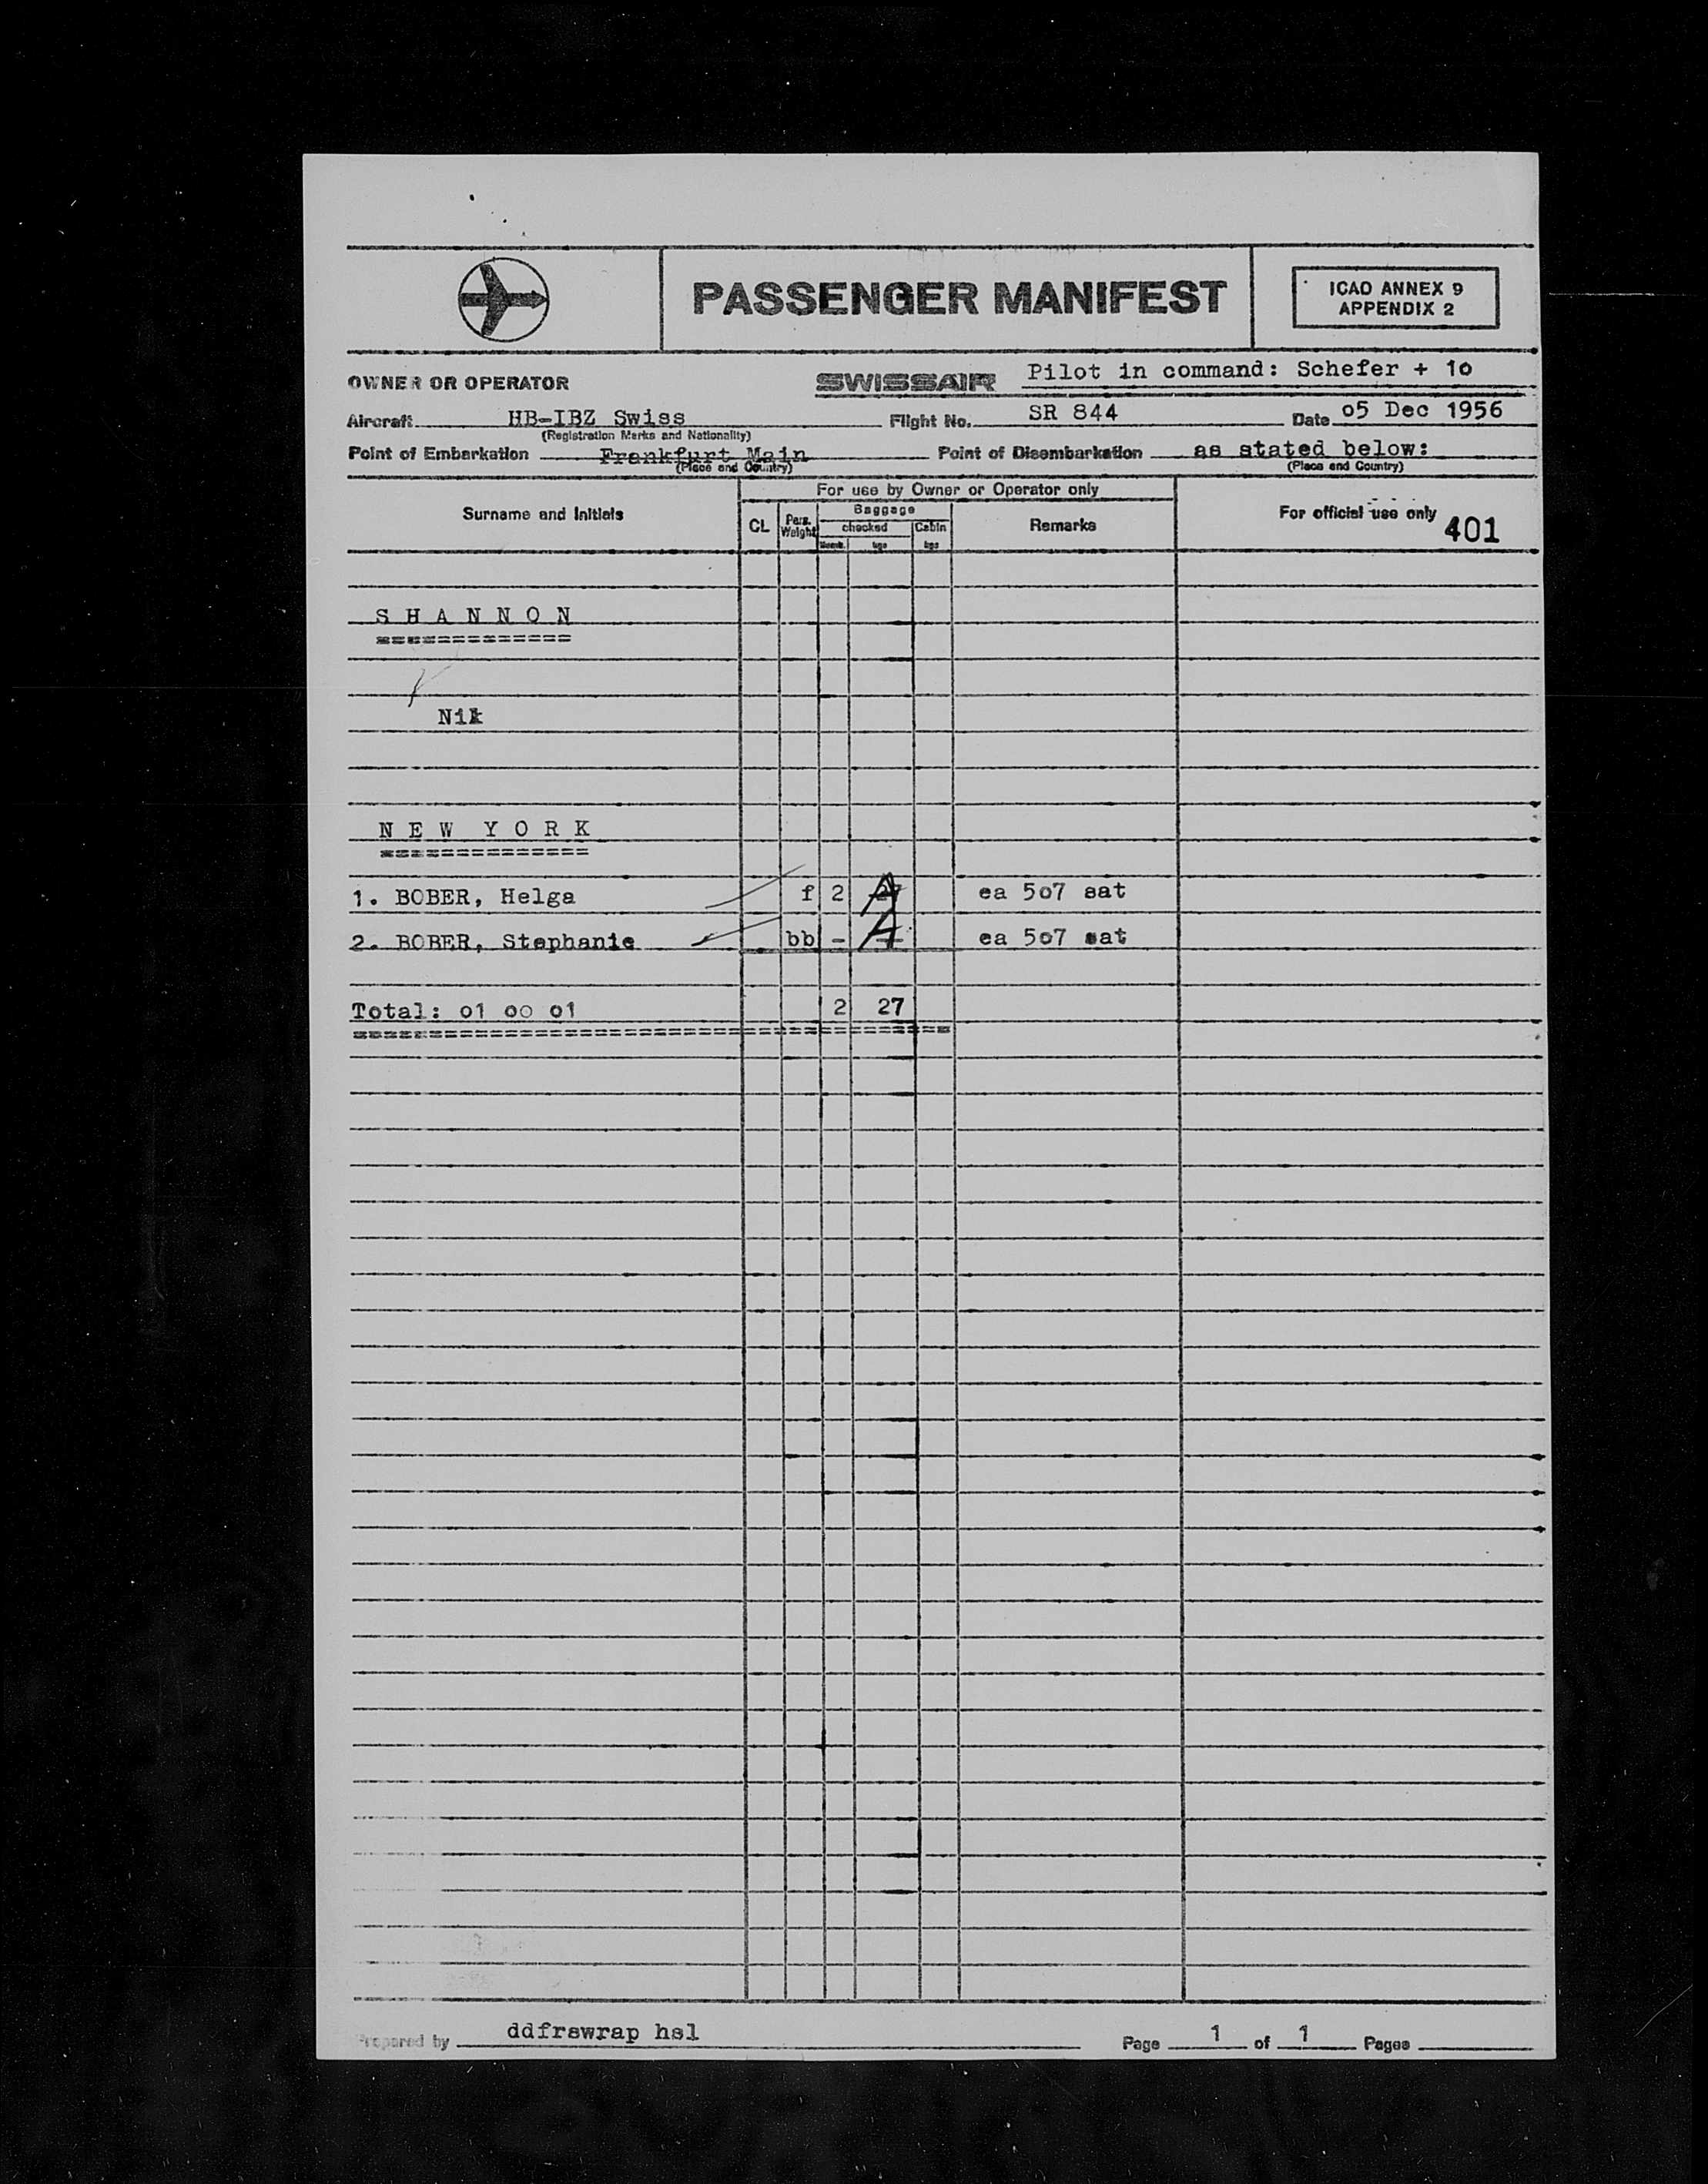 PASSENGER MANIFEST
ICAO ANNEX 9
APPENDIX 2
OWNER OR OPERATOR SWISSAIR Pilot in command: Schefer + 10
Aircraft HB-IBZ Swiss Flight No. SR 844 Date 05 Dec 1956
(Registration Marks and Nationality)
Point of Embarkation Frankfurt Main Point of Disembarkation as stated below:
(Place and Country) (Place and Country)
For use by Owner or Operator only
Surname and Initials CL Pass. Weight Baggage Remarks For official use only 401
checked Cabin
Numb. kgs kgs
S H A N N O N
=============
Nil
N E W Y O R K
==============
1. BOBER, Helga f 2 27 A ea 507 sat
2. BOBER, Stephanie bb - A ea 507 sat
Total: 01 00 01 2 27
========================================
Prepared by ddfrswrap hsl Page 1 of 1 Pages